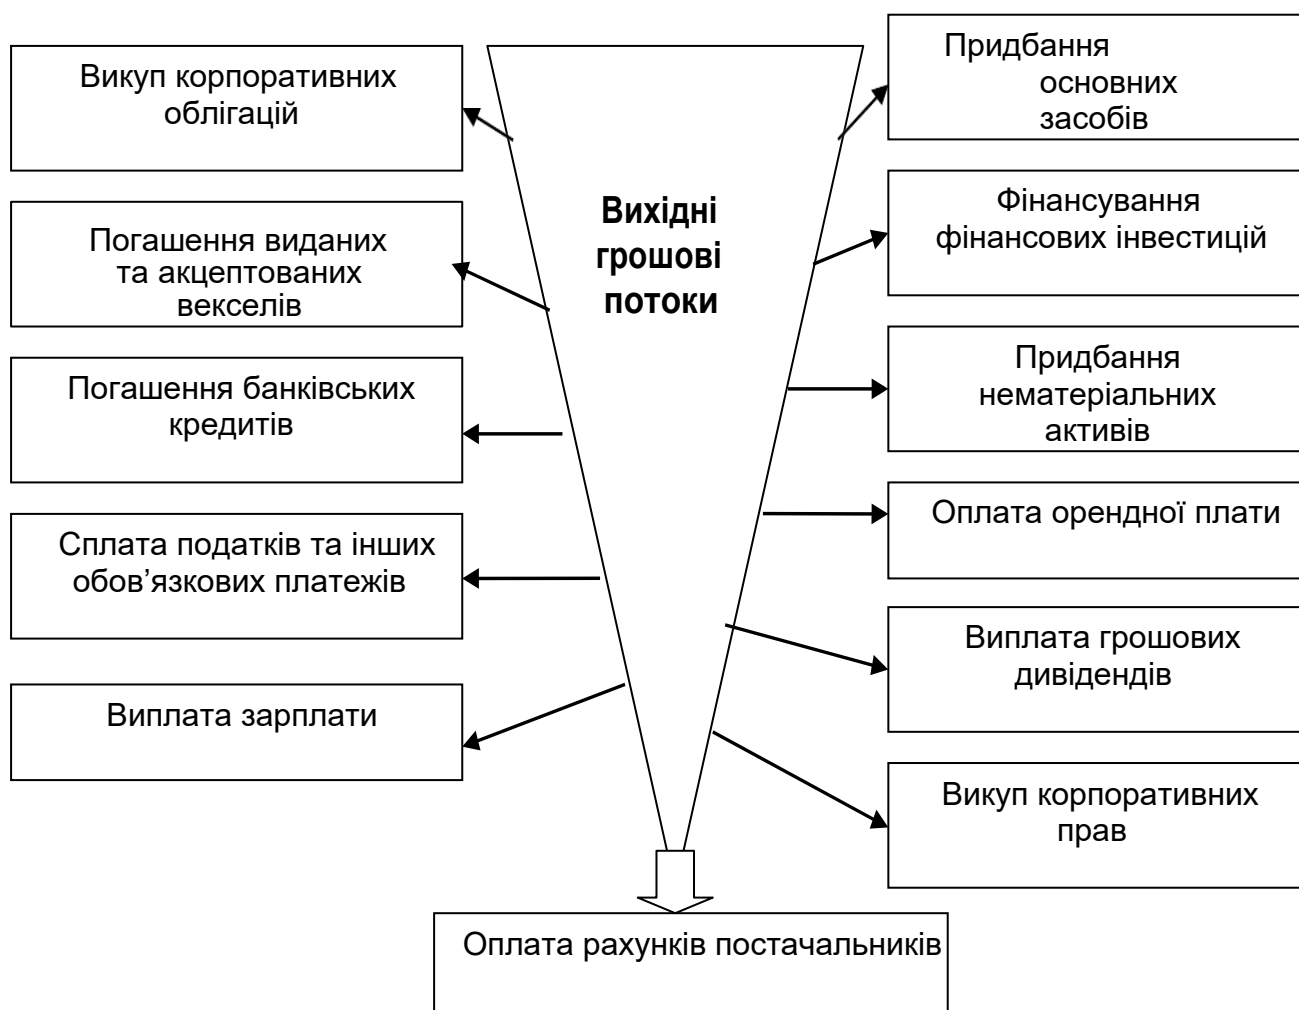 Викуп корпоративних
облігацій
Погашення виданих
та акцептованих
векселів
Погашення банківських
кредитів
Сплата податків та інших
обов’язкових платежів
Виплата зарплати
Вихідні
грошові
потоки
Придбання
основних
засобів
Фінансування
фінансових інвестицій
Придбання
нематеріальних
активів
Оплата орендної плати
Виплата грошових
дивідендів
Викуп корпоративних
прав
Оплата рахунків постачальників